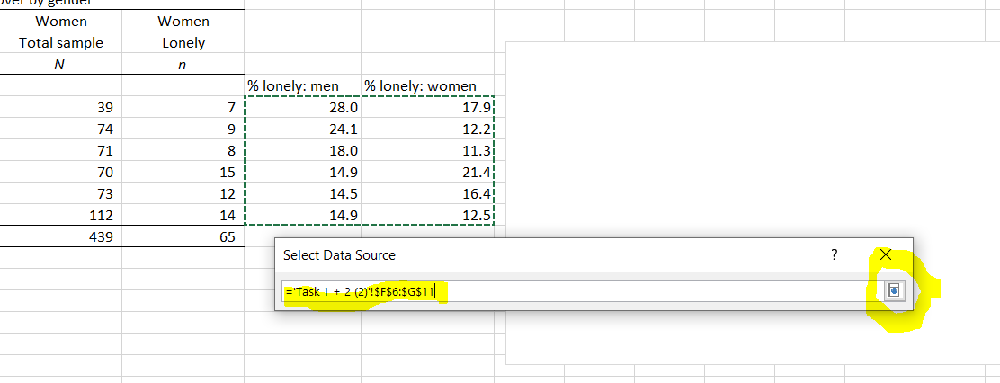 over by gender
Women Women
Total sample Lonely
N n
% lonely: men % lonely: women
39 7 28.0 17.9
74 9 24.1 12.2
71 8 18.0 11.3
70 15 14.9 21.4
73 12 14.5 16.4
112 14 14.9 12.5
439 65
Select Data Source ?
='Task 1 + 2 (2)'!$F$6:$G$11